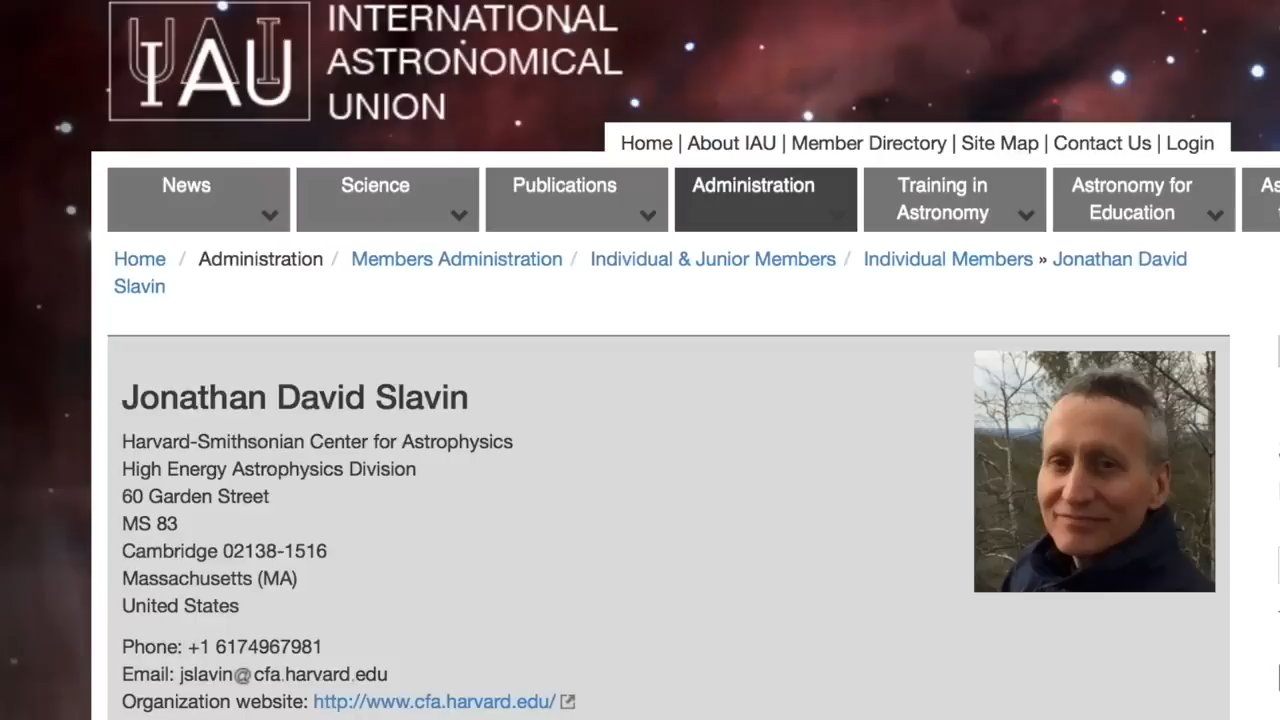 IAU
INTERNATIONAL
ASTRONOMICAL
UNION
Home | About IAU | Member Directory | Site Map | Contact Us | Login
News
Science
Publications
Administration
Training in
Astronomy
Astronomy for
Education
Home / Administration / Members Administration / Individual & Junior Members / Individual Members » Jonathan David
Slavin
Jonathan David Slavin
Harvard-Smithsonian Center for Astrophysics
High Energy Astrophysics Division
60 Garden Street
MS 83
Cambridge 02138-1516
Massachusetts (MA)
United States
Phone: +1 6174967981
Email: jslavin@cfa.harvard.edu
Organization website: http://www.cfa.harvard.edu/